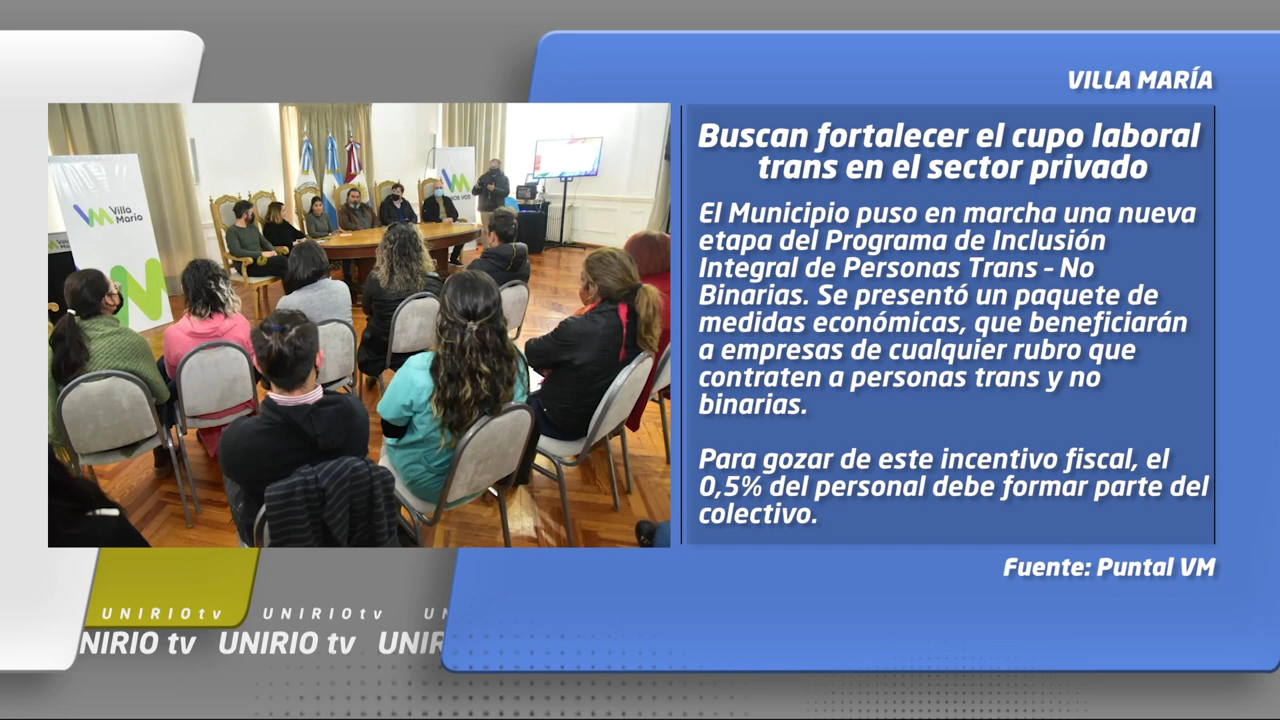 VILLA MARÍA
Buscan fortalecer el cupo laboral
trans en el sector privado
El Municipio puso en marcha una nueva
etapa del Programa de Inclusión
Integral de Personas Trans - No
Binarias. Se presentó un paquete de
medidas económicas, que beneficiarán
a empresas de cualquier rubro que
contraten a personas trans y no
binarias.
Para gozar de este incentivo fiscal, el
0,5% del personal debe formar parte del
colectivo.
Fuente: Puntal VM
Villa
María
UNIRIOtv UNIRIOtv UN
NIRIO tv UNIRIO tv UNIR